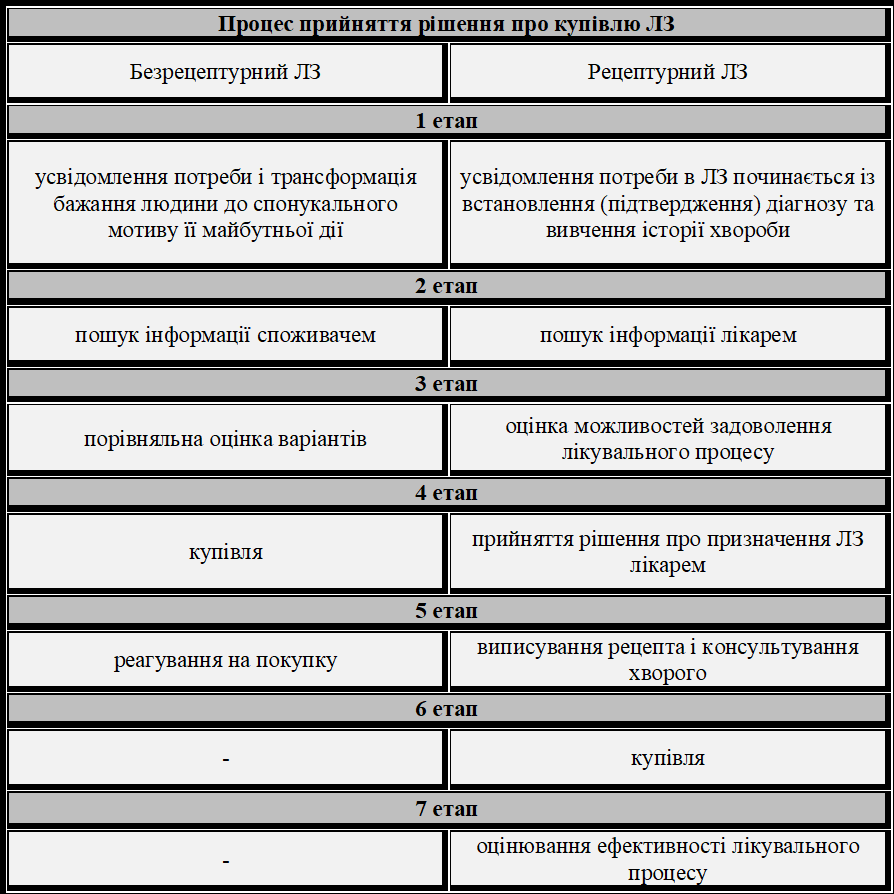 Процес прийняття рішення про купівлю ЛЗ
Безрецептурний ЛЗ
Рецептурний ЛЗ
1 етап
усвідомлення потреби і трансформація
бажання людини до спонукального
мотиву її майбутньої дії
усвідомлення потреби в ЛЗ починається із
встановлення (підтвердження) діагнозу та
вивчення історії хвороби
2 етап
пошук інформації споживачем
пошук інформації лікарем
3 етап
порівняльна оцінка варіантів
оцінка можливостей задоволення
лікувального процесу
4 етап
купівля
прийняття рішення про призначення ЛЗ
лікарем
5 етап
реагування на покупку
виписування рецепта і консультування
хворого
6 етап
-
купівля
7 етап
-
оцінювання ефективності лікувального
процесу